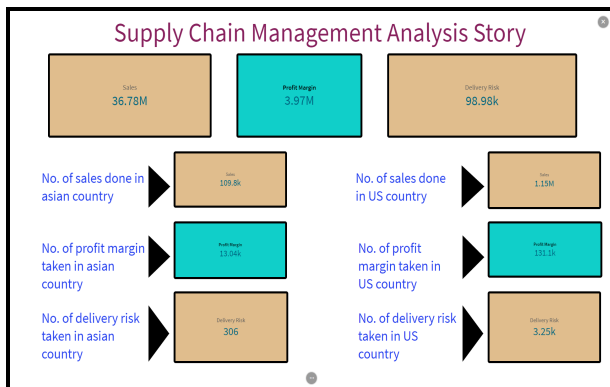 Supply Chain Management Analysis Story
Sales
36.78M
Profit Margin
3.97M
Delivery Risk
98.98k
No. of sales done in
asian country
Sales
109.8k
No. of sales done
in US country
Sales
1.15M
No. of profit margin
taken in asian
country
Profit Margin
13.04k
No. of profit
margin taken in
US country
Profit Margin
131.1k
No. of delivery risk
taken in asian
country
Delivery Risk
306
No. of delivery risk
taken in US
country
Delivery Risk
3.25k